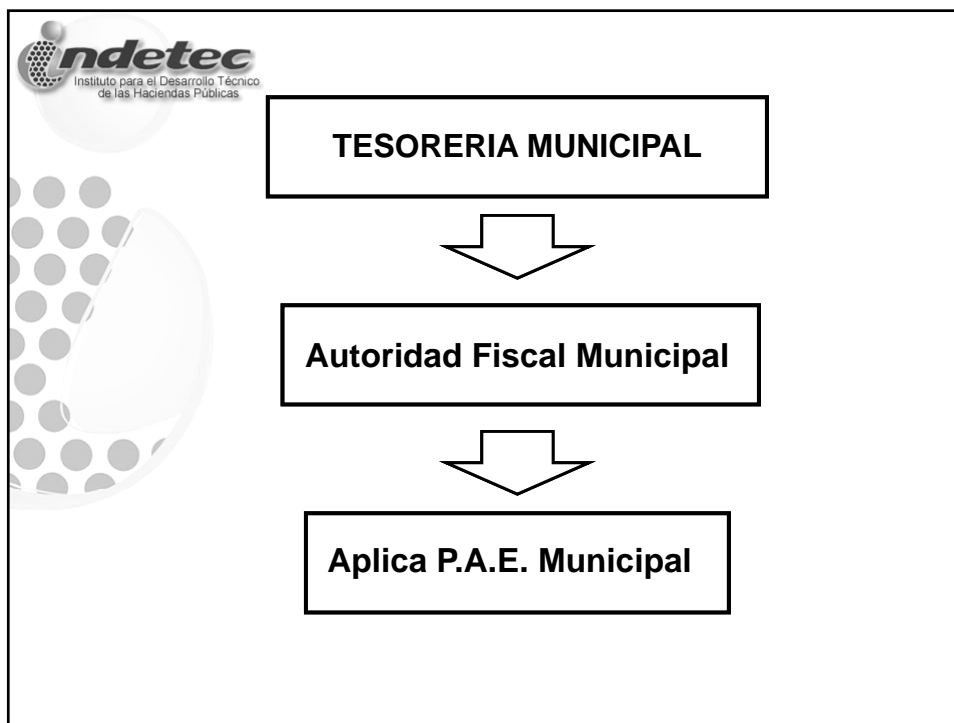 indetec
Instituto para el Desarrollo Técnico
de las Haciendas Públicas
TESORERIA MUNICIPAL
Autoridad Fiscal Municipal
Aplica P.A.E. Municipal